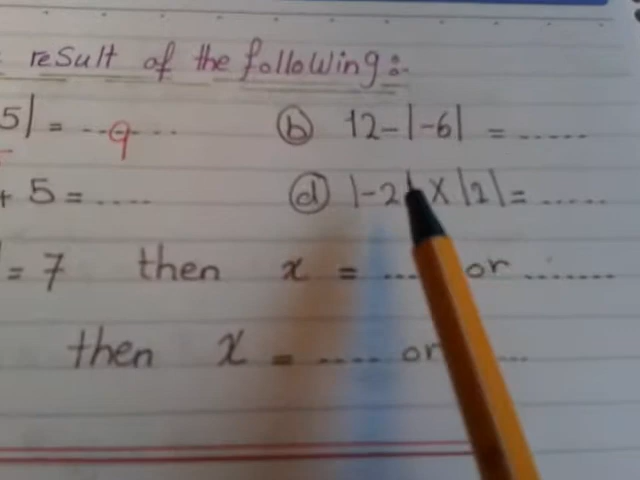 : result of the following:-
5| = ...9.... (b) 12-|-6| = ......
+ 5 = ..... (d) |-2| × |2| = ......
| = 7 then x = .... or .......
then x = .... or ....